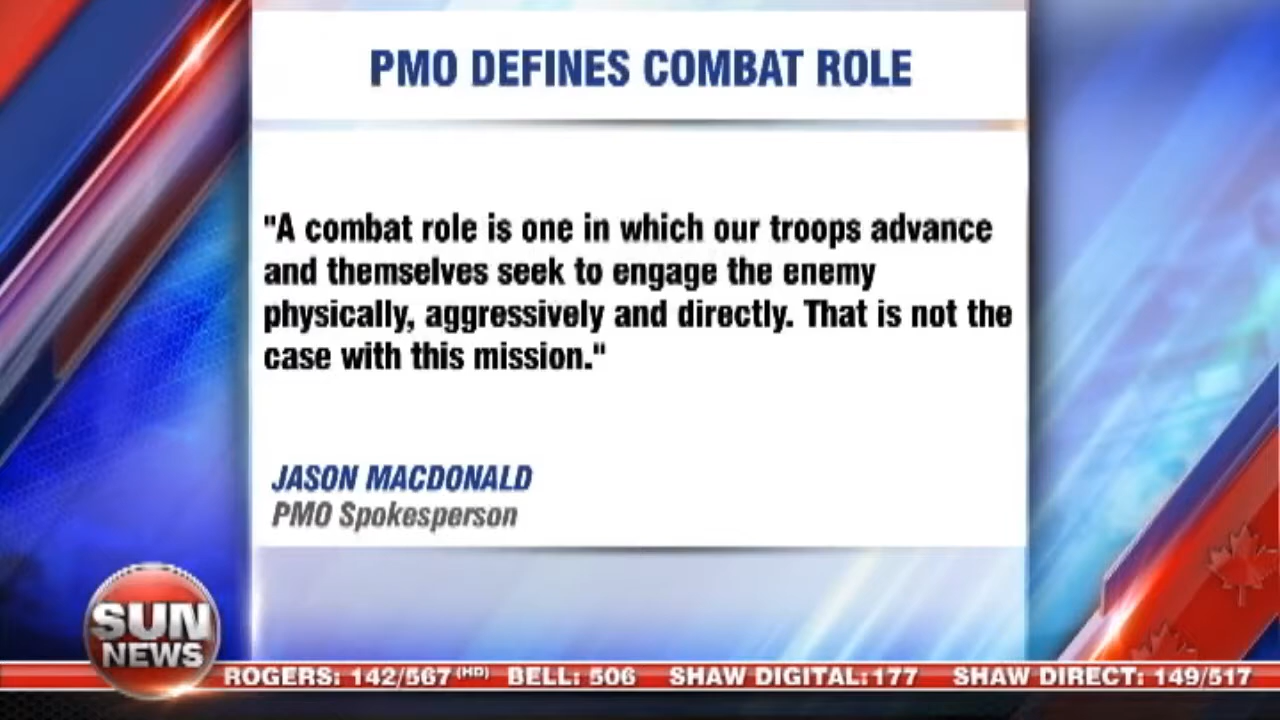 PMO DEFINES COMBAT ROLE
"A combat role is one in which our troops advance
and themselves seek to engage the enemy
physically, aggressively and directly. That is not the
case with this mission."
JASON MACDONALD
PMO Spokesperson
SUN
NEWS
ROGERS: 142/567 (HD) BELL: 506 SHAW DIGITAL: 177 SHAW DIRECT: 149/517